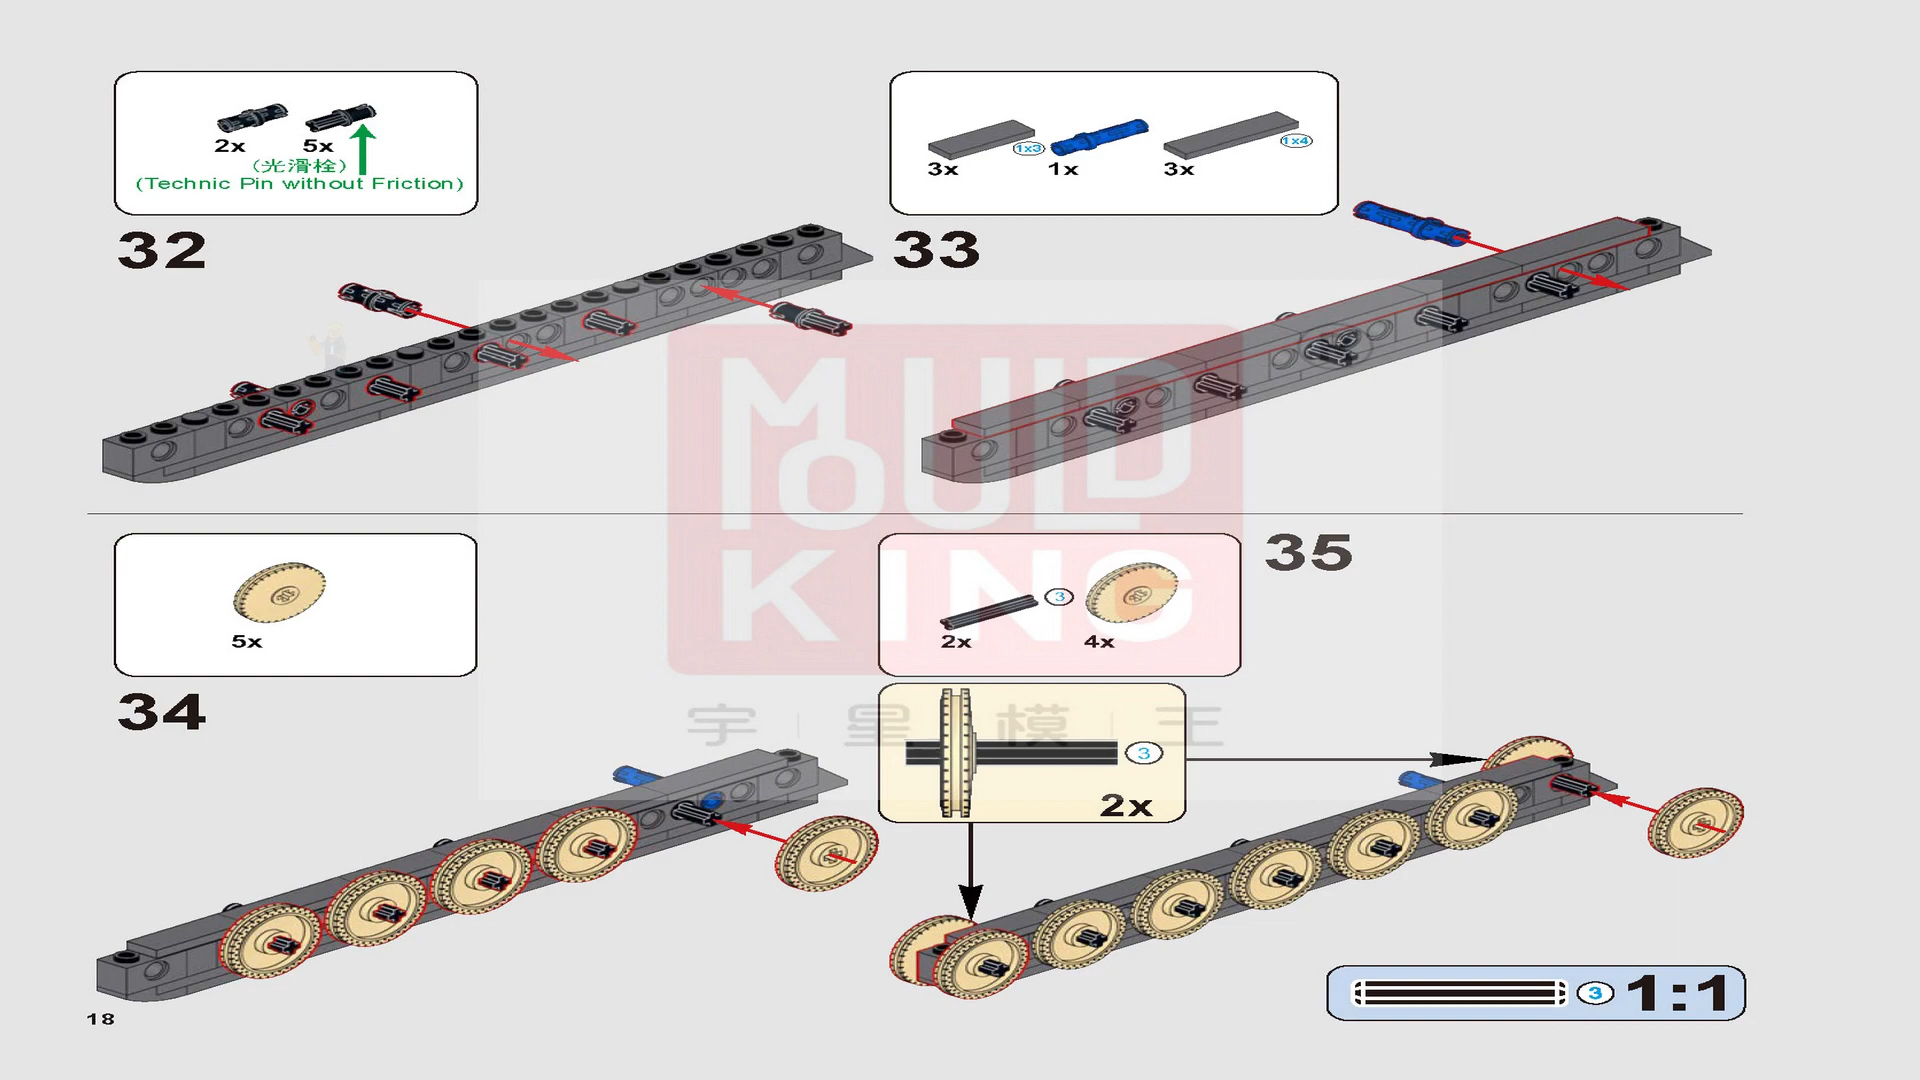 2x 5x
(光滑栓)
(Technic Pin without Friction)
32
1x3 1x4
3x 1x 3x
33
MOULD
KING
宇 星 模 王
5x
34
3
2x 4x
35
3
2x
3 1:1
18